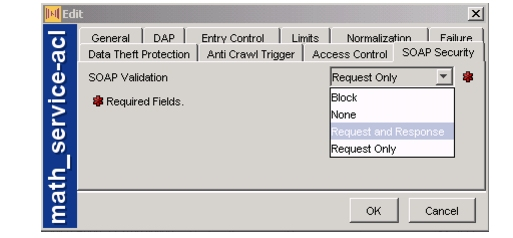 Edit
math_service-acl
General DAP Entry Control Limits Normalization Failure
Data Theft Protection Anti Crawl Trigger Access Control SOAP Security
SOAP Validation Request Only
Required Fields.
Block
None
Request and Response
Request Only
OK Cancel